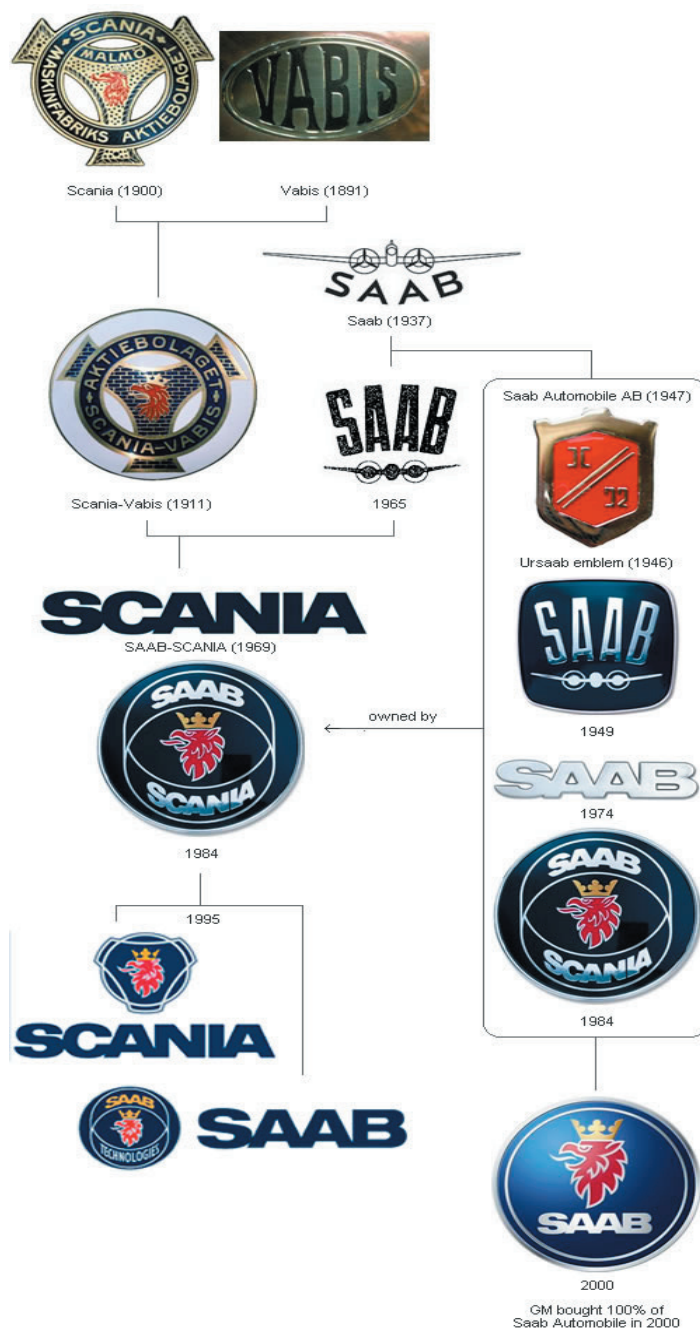 SCANIA
MALMÖ
MASKINFABRIKS AKTIEBOLAGET
VABIS
Scania (1900)
Vabis (1891)
SAAB
Saab (1937)
AKTIEBOLAGET
SCANIA-VABIS
Scania-Vabis (1911)
SAAB
1965
Saab Automobile AB (1947)
92
Ursaab emblem (1946)
SCANIA
SAAB-SCANIA (1969)
SAAB
SCANIA
1984
owned by
SAAB
1949
SAAB
1974
SAAB
SCANIA
1984
1995
SCANIA
SAAB
TECHNOLOGIES
SAAB
SAAB
2000
GM bought 100% of
Saab Automobile in 2000